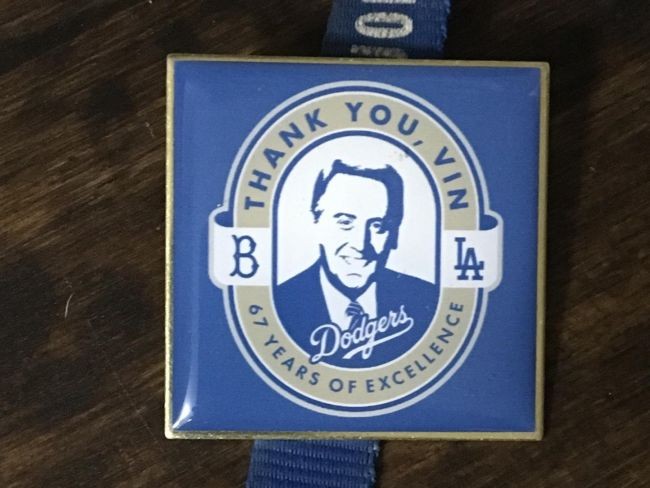 THANK YOU, VIN
B
LA
Dodgers
67 YEARS OF EXCELLENCE